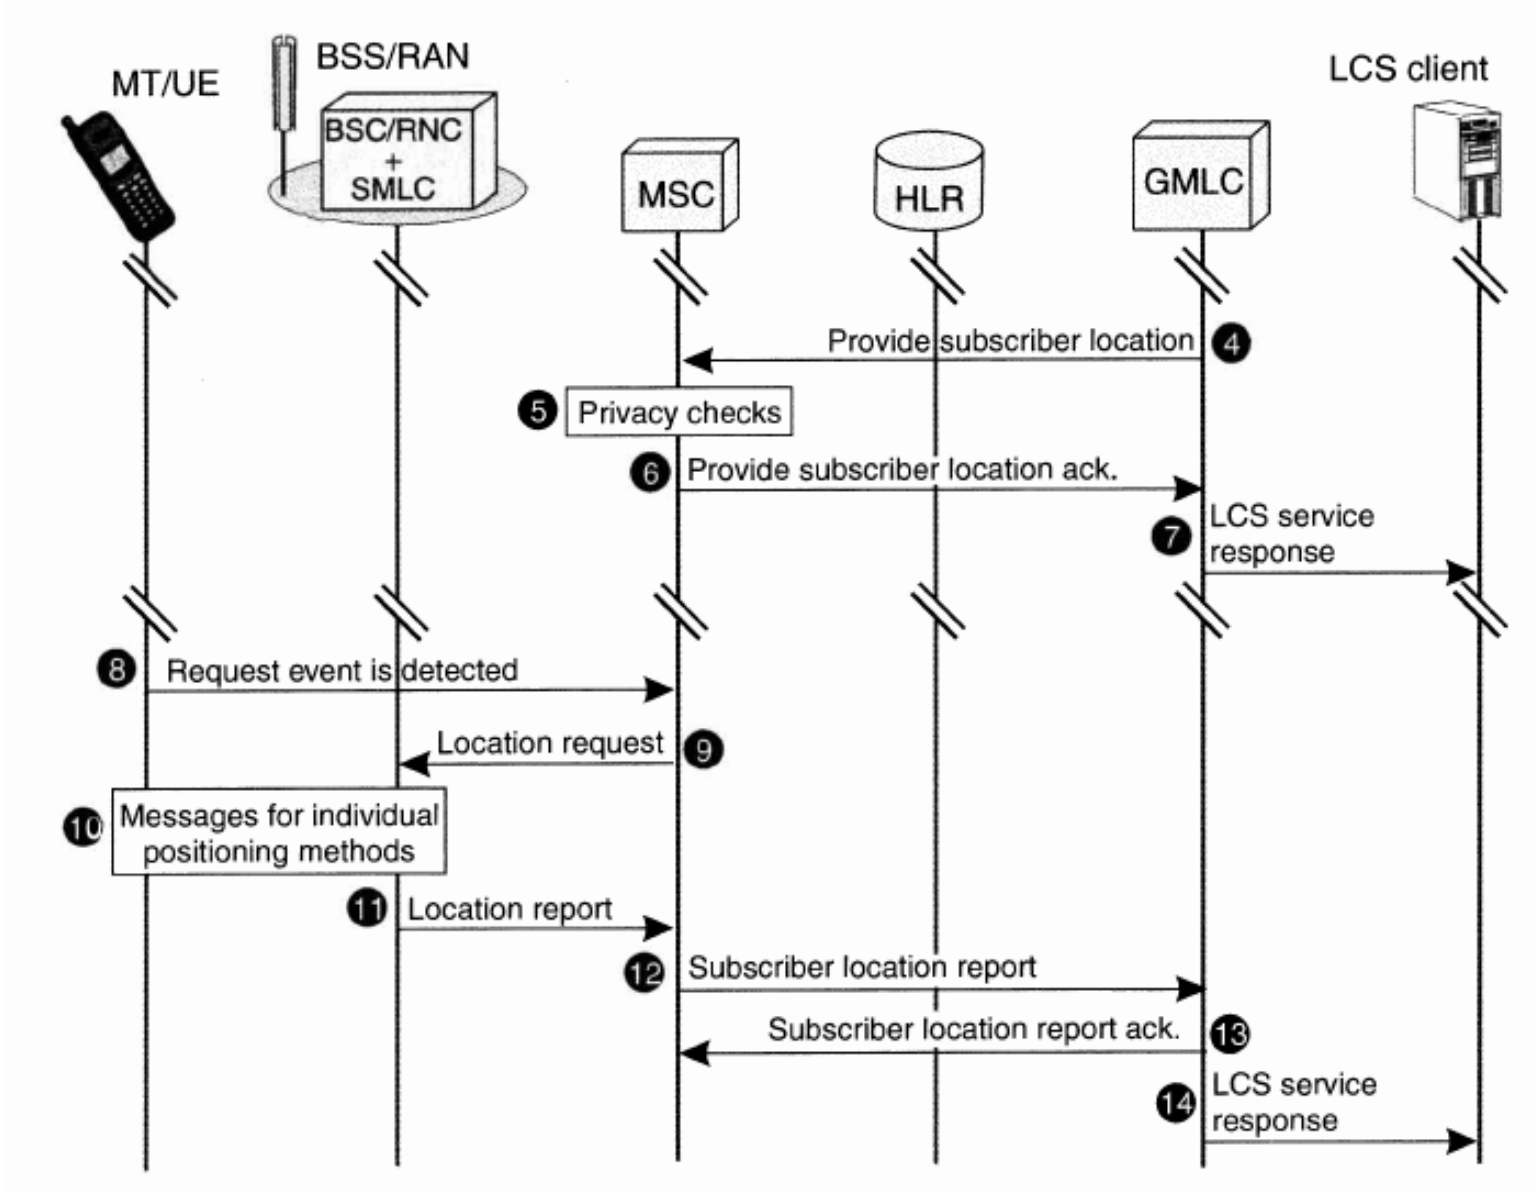 MT/UE
BSS/RAN
BSC/RNC
+
SMLC
MSC
HLR
GMLC
LCS client
Provide subscriber location
4
5
Privacy checks
6
Provide subscriber location ack.
7
LCS service
response
8
Request event is detected
Location request
9
10
Messages for individual
positioning methods
11
Location report
12
Subscriber location report
Subscriber location report ack.
13
14
LCS service
response